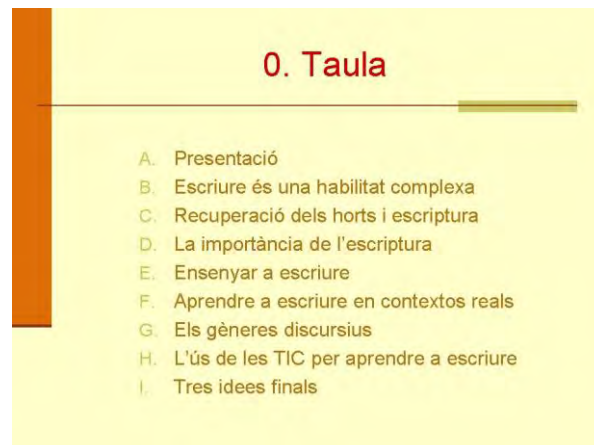 0. Taula
A. Presentació
B. Escriure és una habilitat complexa
C. Recuperació dels horts i escriptura
D. La importància de l'escriptura
E. Ensenyar a escriure
F. Aprendre a escriure en contextos reals
G. Els gèneres discursius
H. L'ús de les TIC per aprendre a escriure
I. Tres idees finals